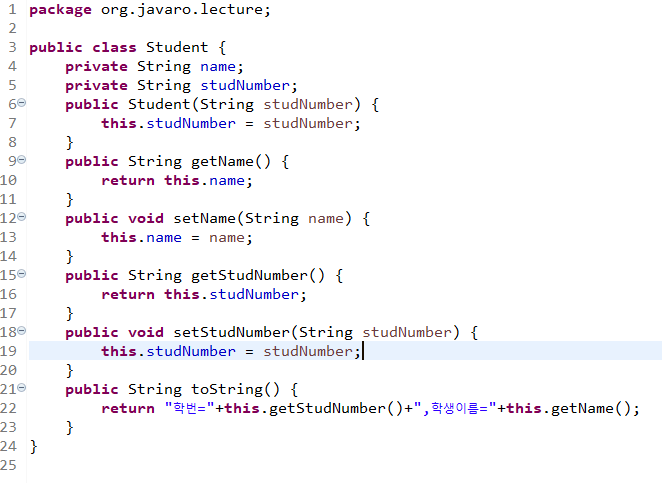 1 package org.javaro.lecture;
2
3 public class Student {
4     private String name;
5     private String studNumber;
6     public Student(String studNumber) {
7         this.studNumber = studNumber;
8     }
9     public String getName() {
10         return this.name;
11     }
12     public void setName(String name) {
13         this.name = name;
14     }
15     public String getStudNumber() {
16         return this.studNumber;
17     }
18     public void setStudNumber(String studNumber) {
19         this.studNumber = studNumber;
20     }
21     public String toString() {
22         return "학번="+this.getStudNumber()+",학생이름="+this.getName();
23     }
24 }
25